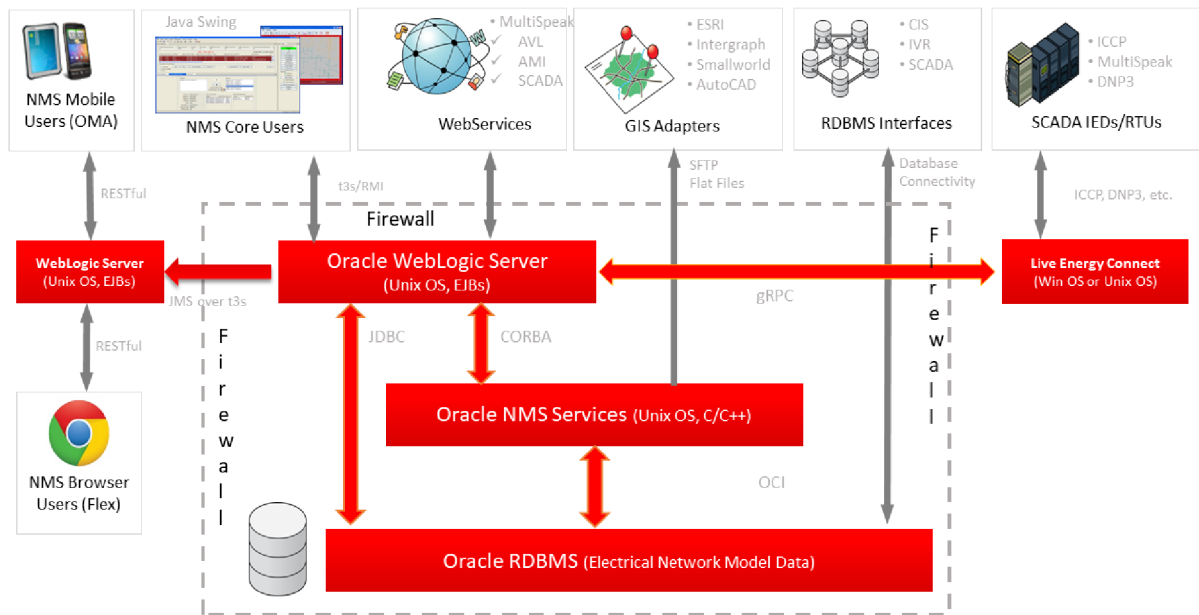 Java Swing
NMS Mobile
Users (OMA)
NMS Core Users
• MultiSpeak
✓ AVL
✓ AMI
✓ SCADA
WebServices
• ESRI
• Intergraph
• Smallworld
• AutoCAD
GIS Adapters
• CIS
• IVR
• SCADA
RDBMS Interfaces
• ICCP
• MultiSpeak
• DNP3
SCADA IEDs/RTUs
RESTful
t3s/RMI
SFTP
Flat Files
Database
Connectivity
ICCP, DNP3, etc.
Firewall
WebLogic Server
(Unix OS, EJBs)
JMS over t3s
Oracle WebLogic Server
(Unix OS, EJBs)
gRPC
Firewall
Live Energy Connect
(Win OS or Unix OS)
RESTful
Firewall
JDBC
CORBA
NMS Browser
Users (Flex)
Oracle NMS Services (Unix OS, C/C++)
OCI
Oracle RDBMS (Electrical Network Model Data)